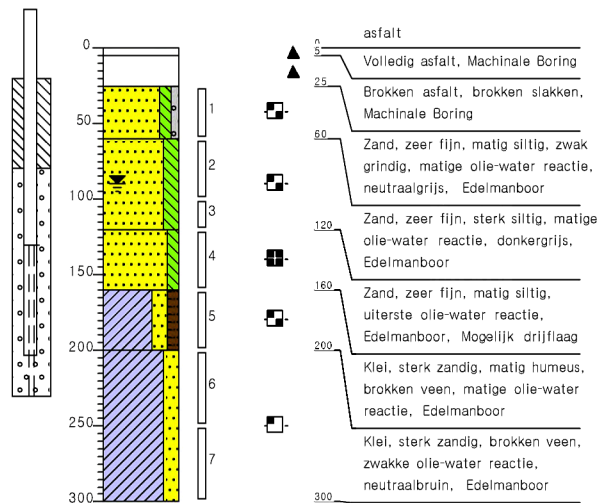 asfalt
0
0
5
Volledig asfalt, Machinale Boring
25
Brokken asfalt, brokken slakken,
Machinale Boring
1
50
60
Zand, zeer fijn, matig siltig, zwak
grindig, matige olie-water reactie,
neutraalgrijs, Edelmanboor
2
100
3
120
Zand, zeer fijn, sterk siltig, matige
olie-water reactie, donkergrijs,
Edelmanboor
4
150
160
Zand, zeer fijn, matig siltig,
uiterste olie-water reactie,
Edelmanboor, Mogelijk drijflaag
5
200
200
Klei, sterk zandig, matig humeus,
brokken veen, matige olie-water
reactie, Edelmanboor
6
250
Klei, sterk zandig, brokken veen,
zwakke olie-water reactie,
neutraalbruin, Edelmanboor
7
300
300